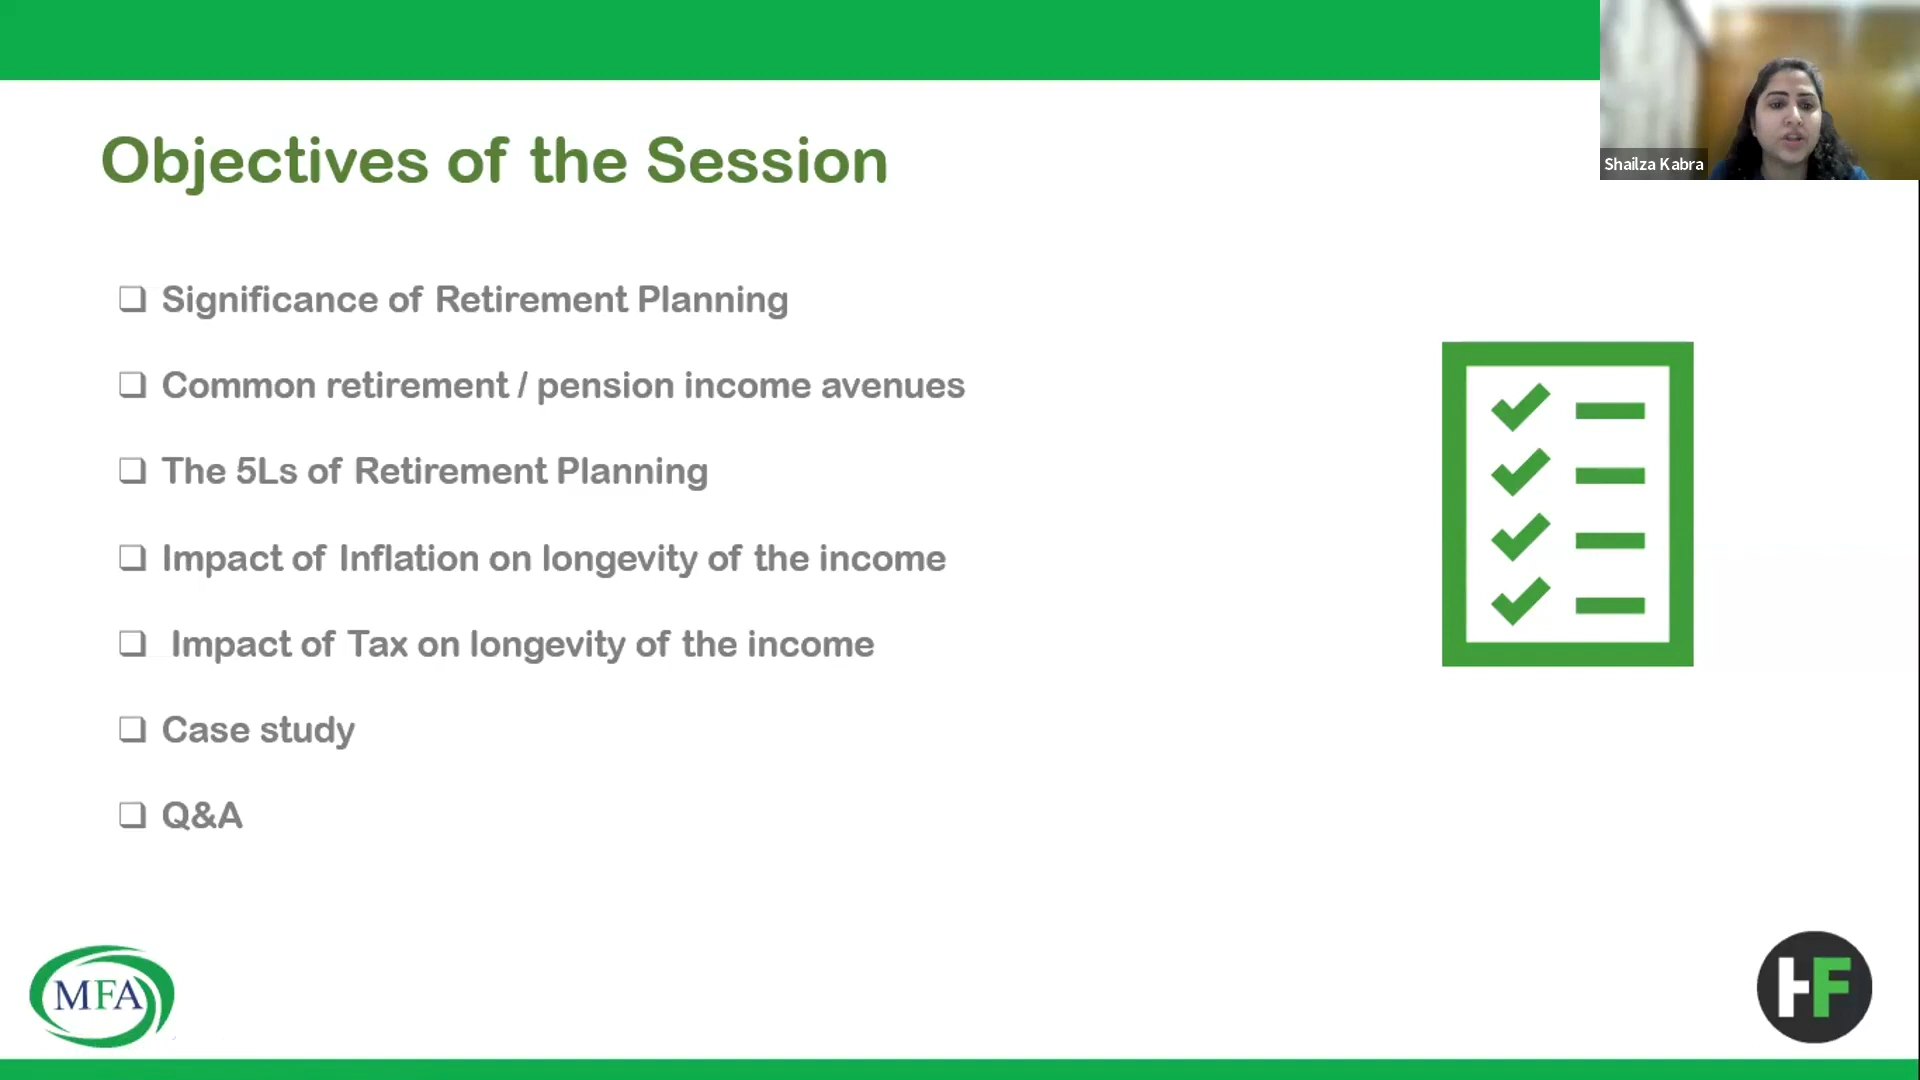 Shailza Kabra
Objectives of the Session
❑ Significance of Retirement Planning
❑ Common retirement / pension income avenues
❑ The 5Ls of Retirement Planning
❑ Impact of Inflation on longevity of the income
❑ Impact of Tax on longevity of the income
❑ Case study
❑ Q&A
MFA
HF